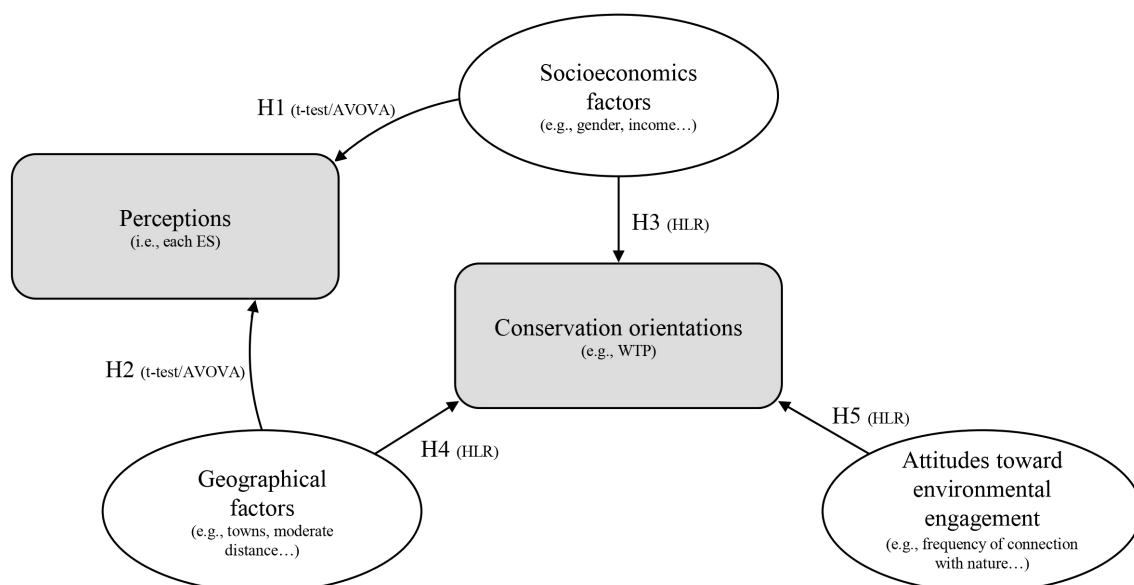 Socioeconomics
factors
(e.g., gender, income…)
H1 (t-test/AVOVA)
Perceptions
(i.e., each ES)
H3 (HLR)
Conservation orientations
(e.g., WTP)
H2 (t-test/AVOVA)
H4 (HLR)
H5 (HLR)
Geographical
factors
(e.g., towns, moderate
distance…)
Attitudes toward
environmental
engagement
(e.g., frequency of connection
with nature…)